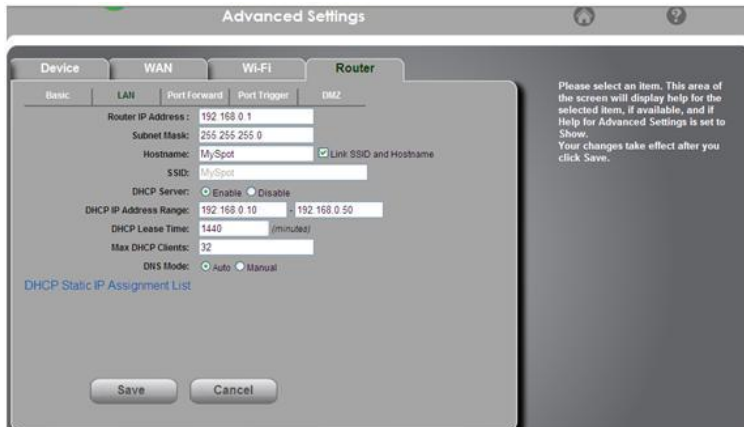 Advanced Settings
?
Device WAN Wi-Fi Router
Basic LAN Port Forward Port Trigger DMZ
Router IP Address : 192.168.0.1
Subnet Mask: 255.255.255.0
Hostname: MySpot Link SSID and Hostname
SSID: MySpot
DHCP Server: Enable Disable
DHCP IP Address Range: 192.168.0.10 - 192.168.0.50
DHCP Lease Time: 1440 (minutes)
Max DHCP Clients: 32
DNS Mode: Auto Manual
DHCP Static IP Assignment List
Save Cancel
Please select an item. This area of
the screen will display help for the
selected item, if available, and if
Help for Advanced Settings is set to
Show.
Your changes take effect after you
click Save.